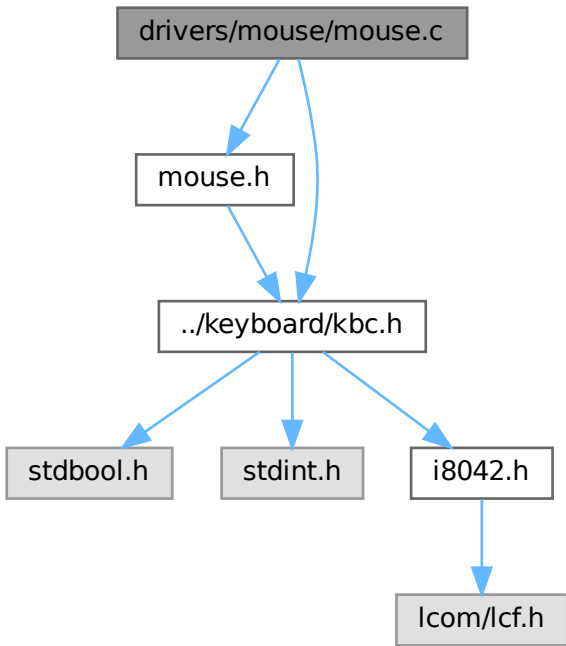 drivers/mouse/mouse.c
mouse.h
../keyboard/kbc.h
stdbool.h
stdint.h
i8042.h
lcom/lcf.h